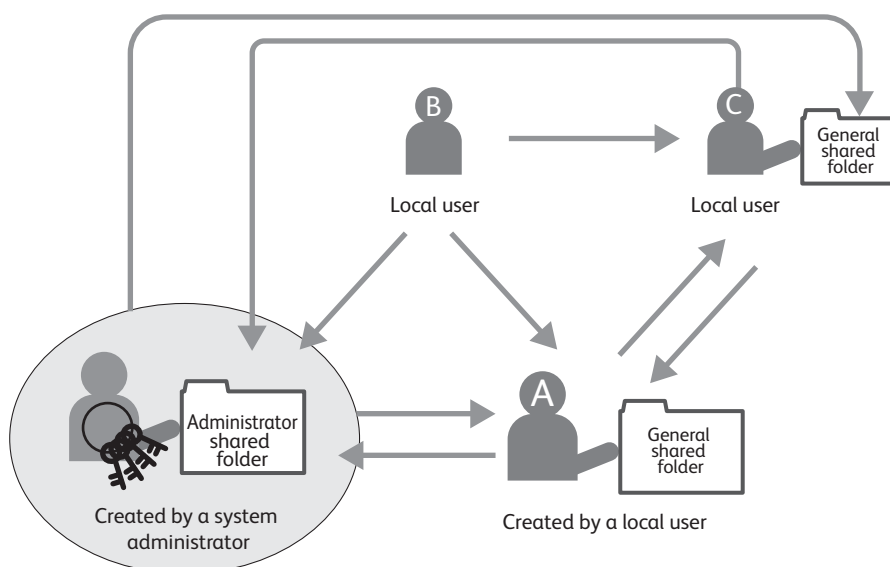 B
C
General
shared
folder
Local user
Local user
A
Administrator
shared
folder
General
shared
folder
Created by a system
administrator
Created by a local user